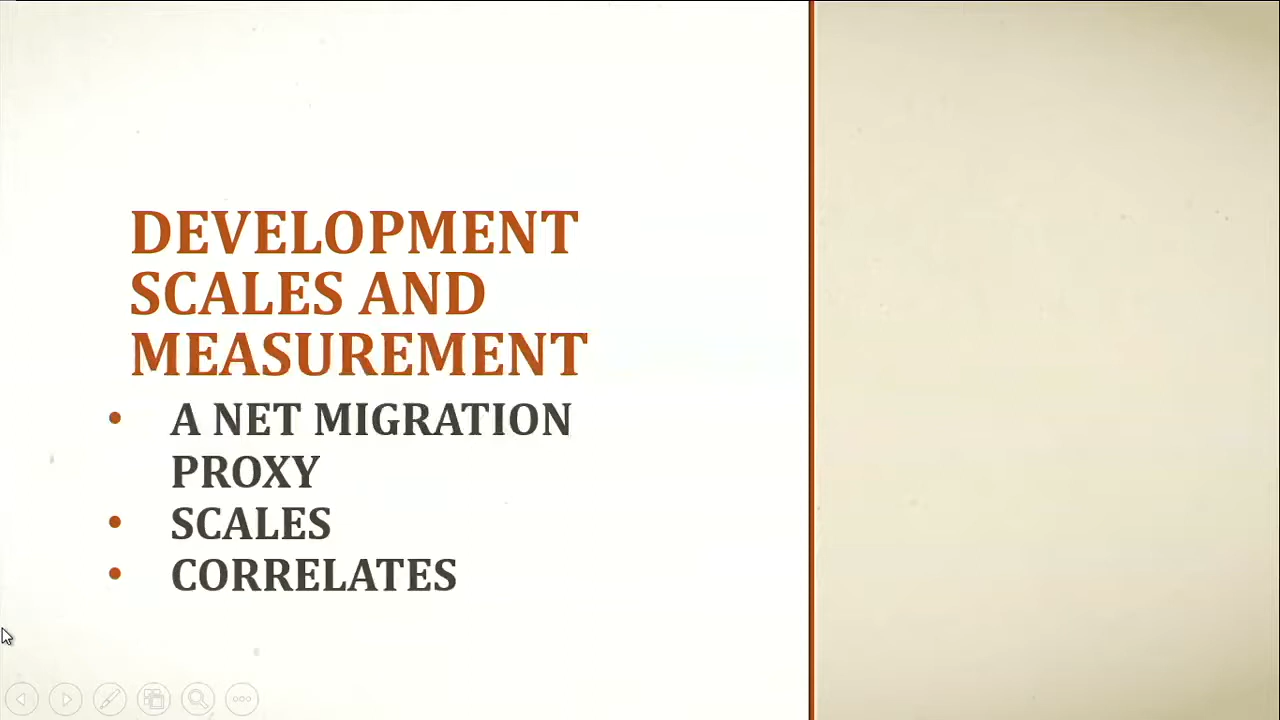 DEVELOPMENT
SCALES AND
MEASUREMENT
• A NET MIGRATION
PROXY
• SCALES
• CORRELATES